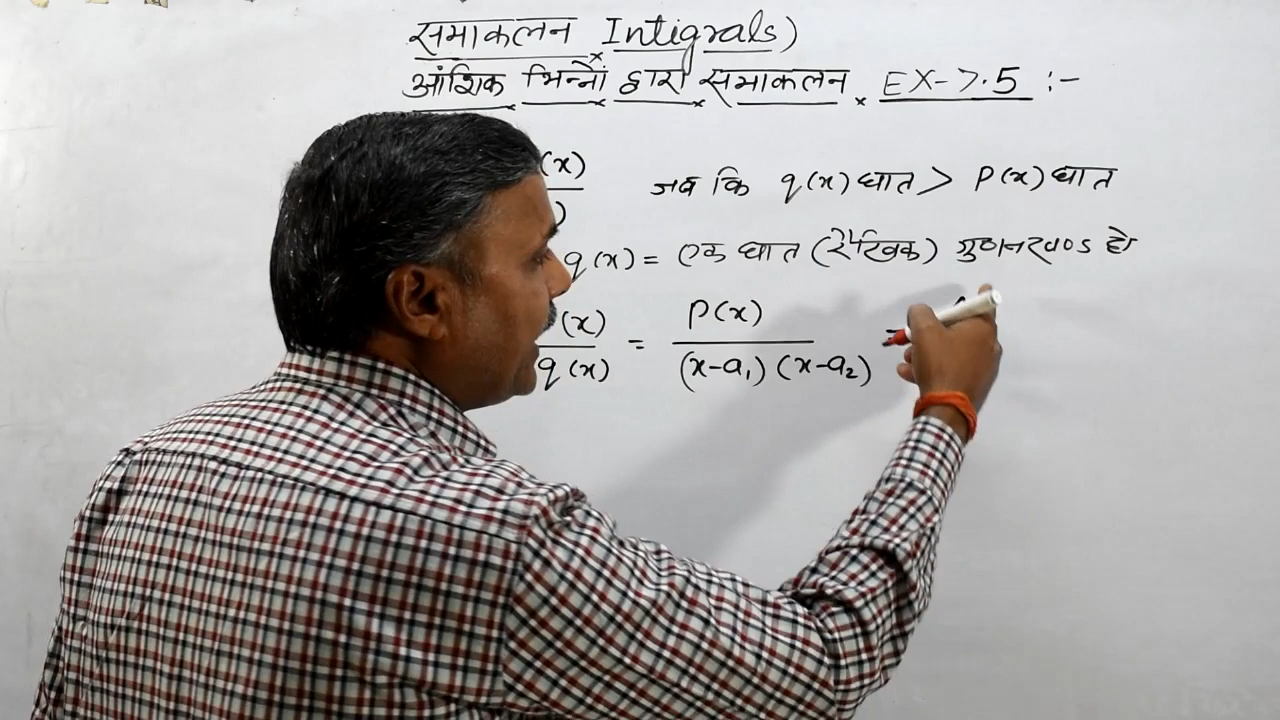 समाकलन Intigrals)
आंशिक भिन्नों द्वारा समाकलन EX-7.5 :-
(x) जब कि q(x) घात > P(x) घात
)
q(x) = एक घात (रैखिक) गुणनखण्ड हो
(x) / q(x) = P(x) / (x-a₁) (x-a₂) =